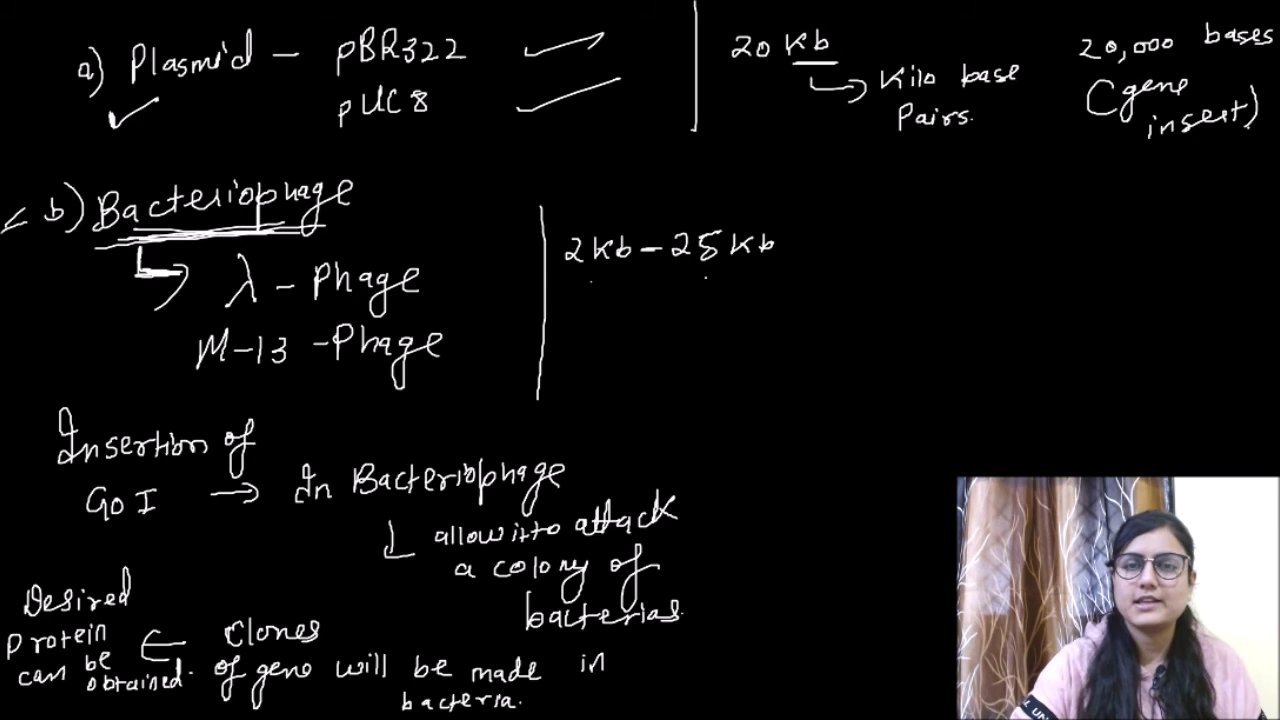 a) Plasmid - pBR322
pUC8
20 Kb
Kilo base
Pairs.
20,000 bases
(gene
insert)
b) Bacteriophage
λ - Phage
M-13 -Phage
2Kb-25Kb
Insertion of
GOI → In Bacteriophage
allow it to attack
a colony of
bacterias.
Clones
of gene will be made in
bacteria.
Desired
Protein
can be
obtained.